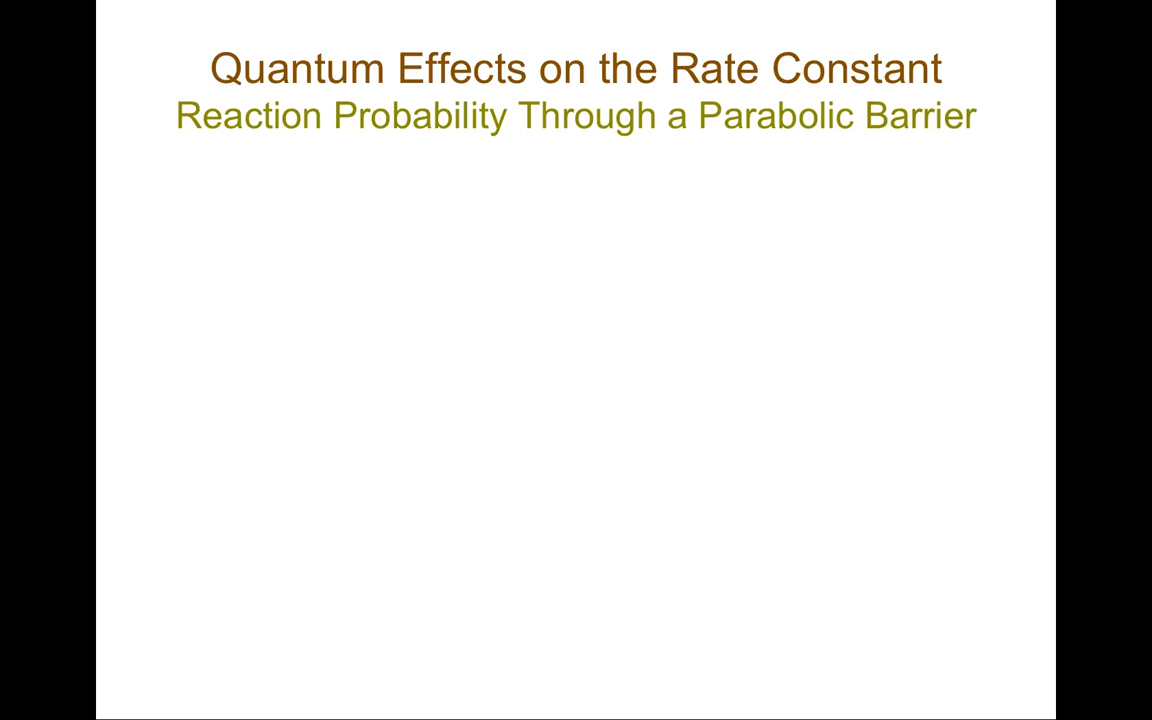 Quantum Effects on the Rate Constant
Reaction Probability Through a Parabolic Barrier